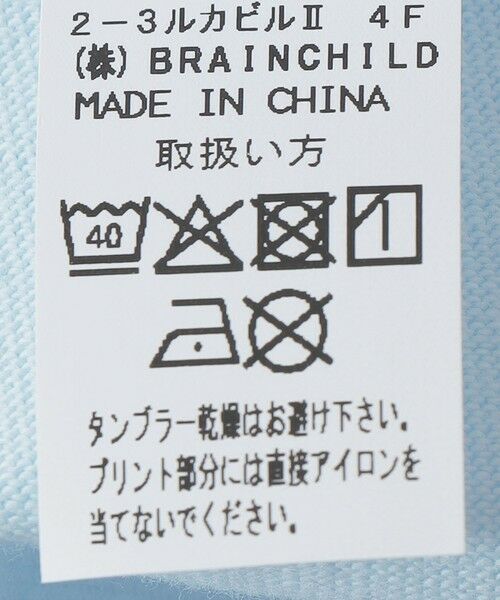 2-3ルカビルⅡ 4F
(株)BRAINCHILD
MADE IN CHINA
取扱い方
40
タンブラー乾燥はお避け下さい。
プリント部分には直接アイロンを
当てないでください。